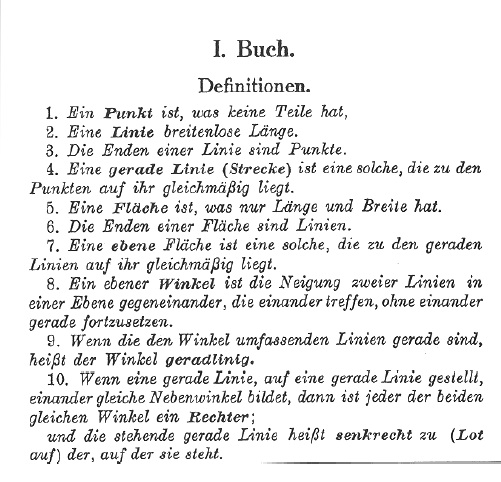 I. Buch.
Definitionen.
1. Ein Punkt ist, was keine Teile hat,
2. Eine Linie breitenlose Länge.
3. Die Enden einer Linie sind Punkte.
4. Eine gerade Linie (Strecke) ist eine solche, die zu den
Punkten auf ihr gleichmäßig liegt.
5. Eine Fläche ist, was nur Länge und Breite hat.
6. Die Enden einer Fläche sind Linien.
7. Eine ebene Fläche ist eine solche, die zu den geraden
Linien auf ihr gleichmäßig liegt.
8. Ein ebener Winkel ist die Neigung zweier Linien in
einer Ebene gegeneinander, die einander treffen, ohne einander
gerade fortzusetzen.
9. Wenn die den Winkel umfassenden Linien gerade sind,
heißt der Winkel geradlinig.
10. Wenn eine gerade Linie, auf eine gerade Linie gestellt,
einander gleiche Nebenwinkel bildet, dann ist jeder der beiden
gleichen Winkel ein Rechter;
und die stehende gerade Linie heißt senkrecht zu (Lot
auf) der, auf der sie steht.